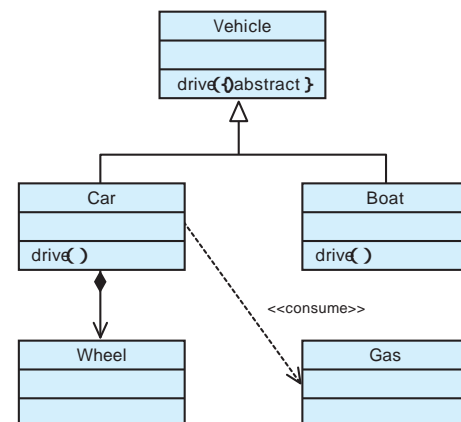 Vehicle
drive(){abstract}
Car
Boat
drive()
drive()
<<consume>>
Wheel
Gas